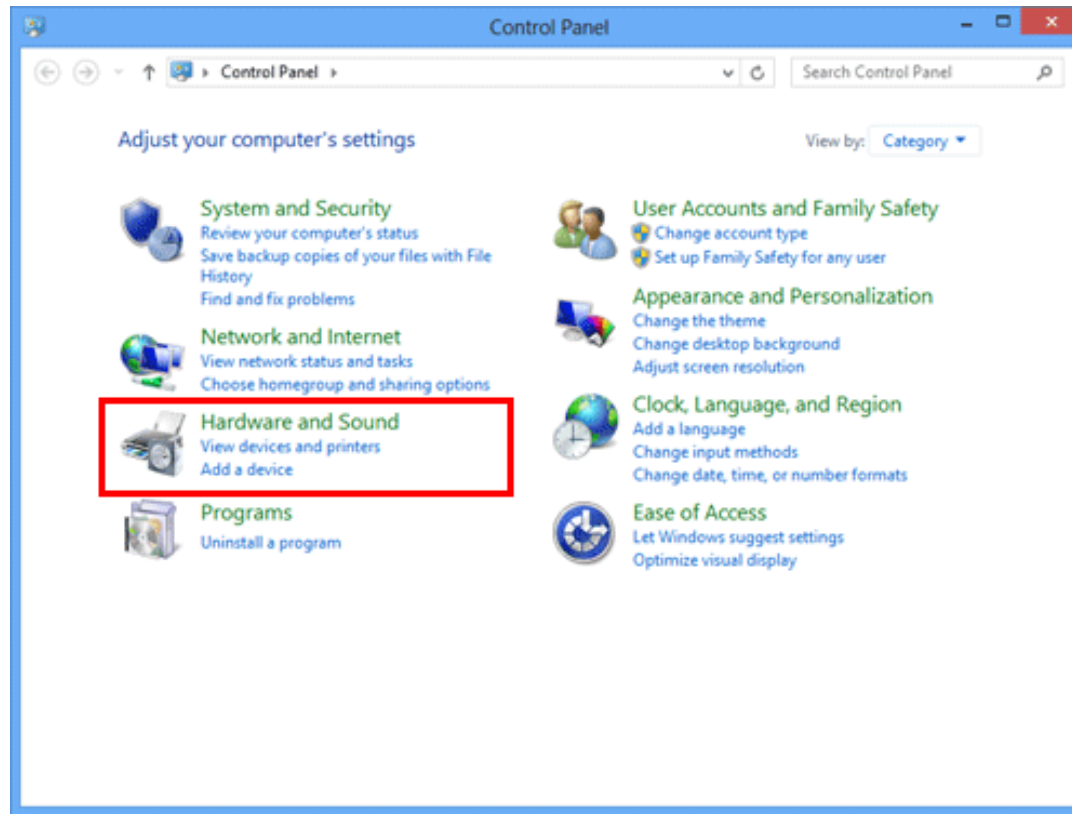 Control Panel
Control Panel
Search Control Panel
Adjust your computer's settings
View by: Category
System and Security
Review your computer's status
Save backup copies of your files with File
History
Find and fix problems
Network and Internet
View network status and tasks
Choose homegroup and sharing options
Hardware and Sound
View devices and printers
Add a device
Programs
Uninstall a program
User Accounts and Family Safety
Change account type
Set up Family Safety for any user
Appearance and Personalization
Change the theme
Change desktop background
Adjust screen resolution
Clock, Language, and Region
Add a language
Change input methods
Change date, time, or number formats
Ease of Access
Let Windows suggest settings
Optimize visual display